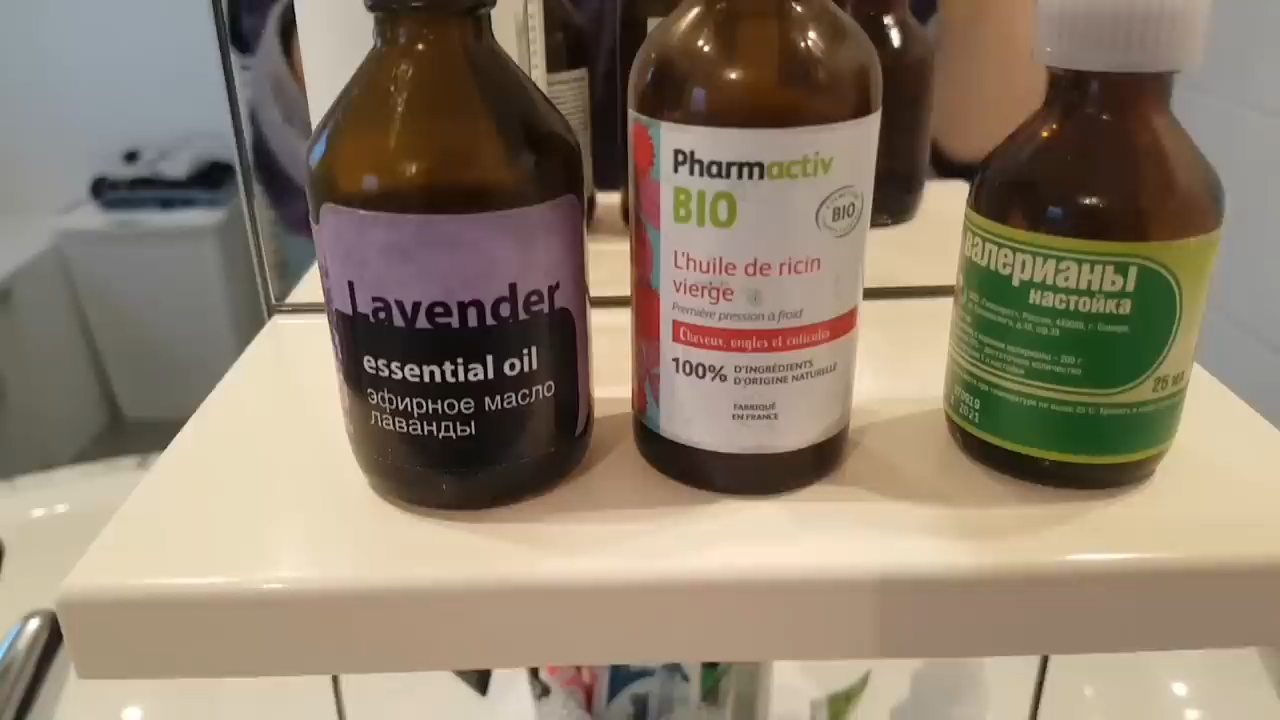 Lavender
essential oil
эфирное масло
лаванды
Pharmactiv
BIO
BIO
L'huile de ricin
vierge
Première pression à froid
Cheveux, ongles et cuticules
100% D'INGRÉDIENTS
D'ORIGINE NATURELLE
FABRIQUÉ
EN FRANCE
валерианы
настойка
25 мл
2021